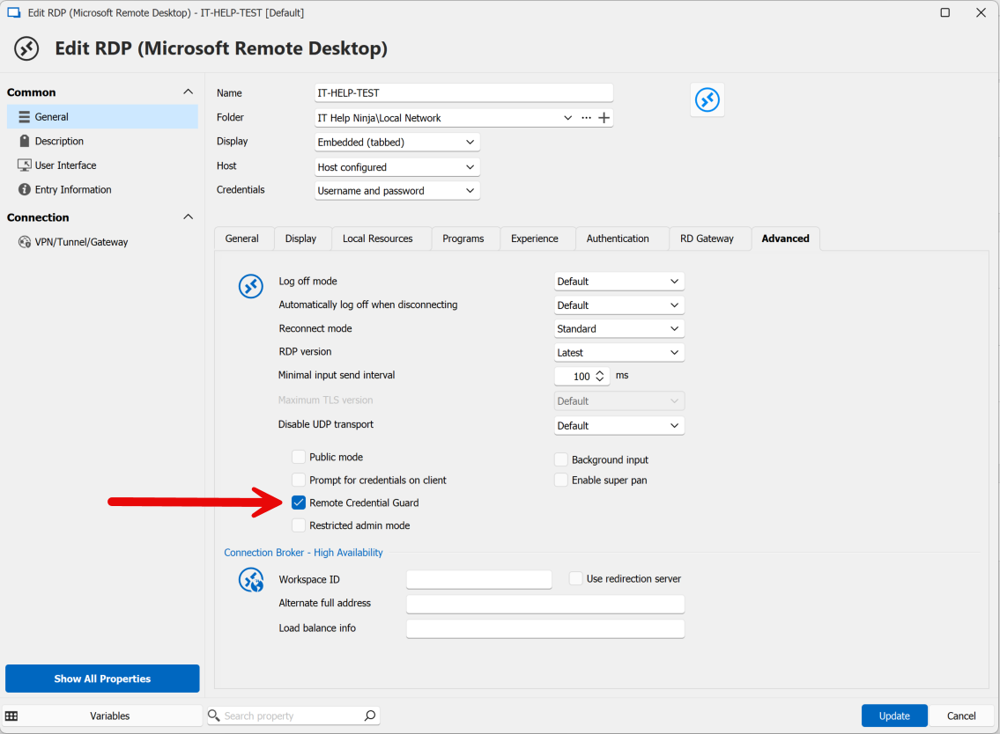 Edit RDP (Microsoft Remote Desktop) - IT-HELP-TEST [Default]
Edit RDP (Microsoft Remote Desktop)
Common
General
Description
User Interface
Entry Information
Connection
VPN/Tunnel/Gateway
Name IT-HELP-TEST
Folder IT Help Ninja\Local Network
Display Embedded (tabbed)
Host Host configured
Credentials Username and password
General Display Local Resources Programs Experience Authentication RD Gateway Advanced
Log off mode Default
Automatically log off when disconnecting Default
Reconnect mode Standard
RDP version Latest
Minimal input send interval 100 ms
Maximum TLS version Default
Disable UDP transport Default
Public mode Background input
Prompt for credentials on client Enable super pan
Remote Credential Guard
Restricted admin mode
Connection Broker - High Availability
Workspace ID Use redirection server
Alternate full address
Load balance info
Show All Properties
Variables Search property Update Cancel